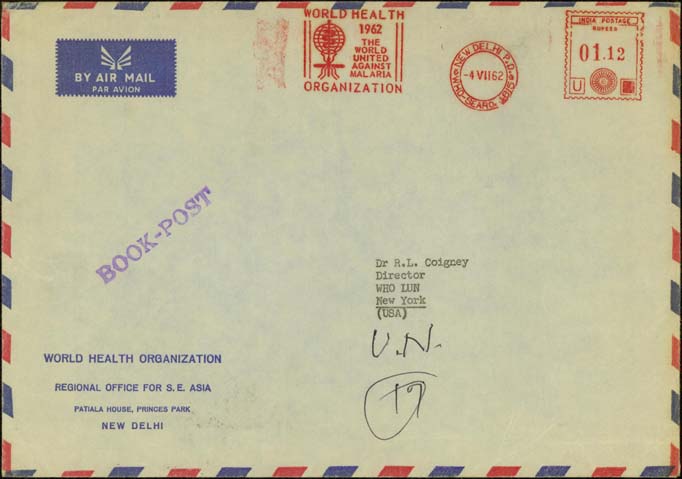 BY AIR MAIL
PAR AVION
WORLD HEALTH
1962
THE
WORLD
UNITED
AGAINST
MALARIA
ORGANIZATION
NEW DELHI P.O.
-4 VII 62
WHO-SEARO
INDIA POSTAGE
RUPEES
01.12
U
BOOK-POST
Dr R.L. Coigney
Director
WHO LUN
New York
(USA)
U.N.
WORLD HEALTH ORGANIZATION
REGIONAL OFFICE FOR S. E. ASIA
PATIALA HOUSE, PRINCES PARK
NEW DELHI